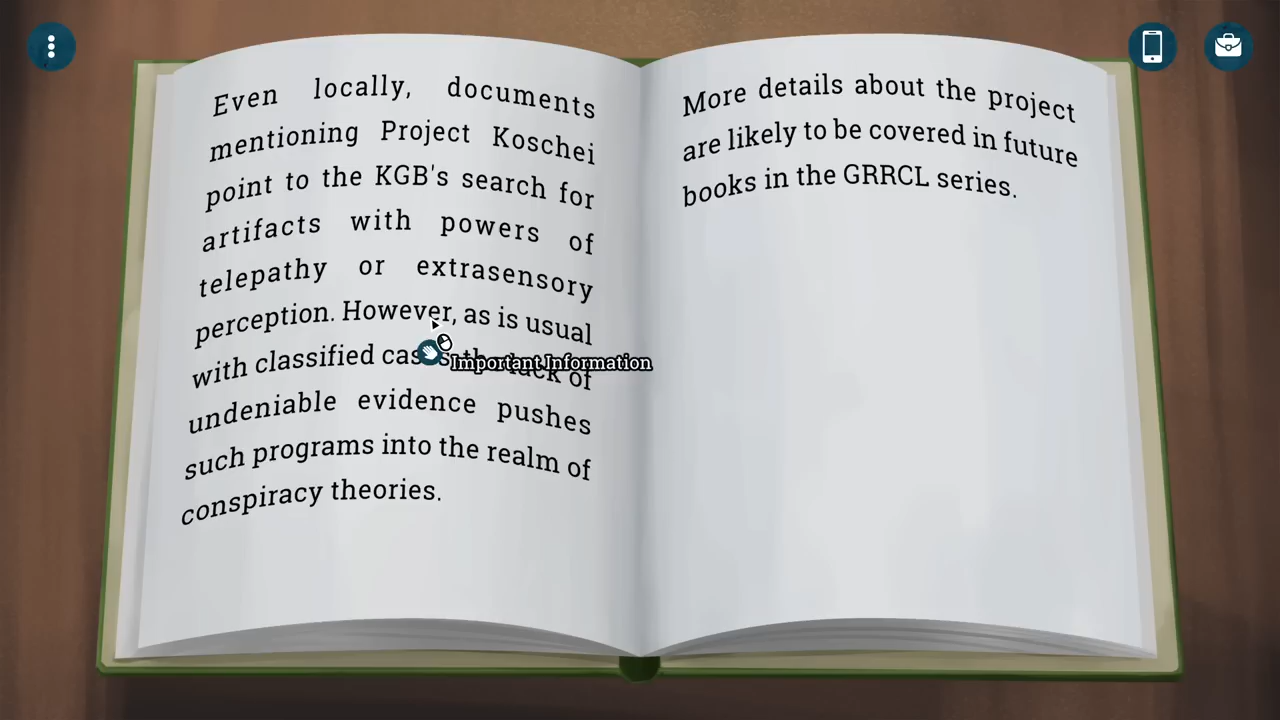 Even locally, documents
mentioning Project Koschei
point to the KGB's search for
artifacts with powers of
telepathy or extrasensory
perception. However, as is usual
with classified of
undeniable evidence pushes
such programs into the realm of
conspiracy theories.
Important Information
More details about the project
are likely to be covered in future
books in the GRRCL series.